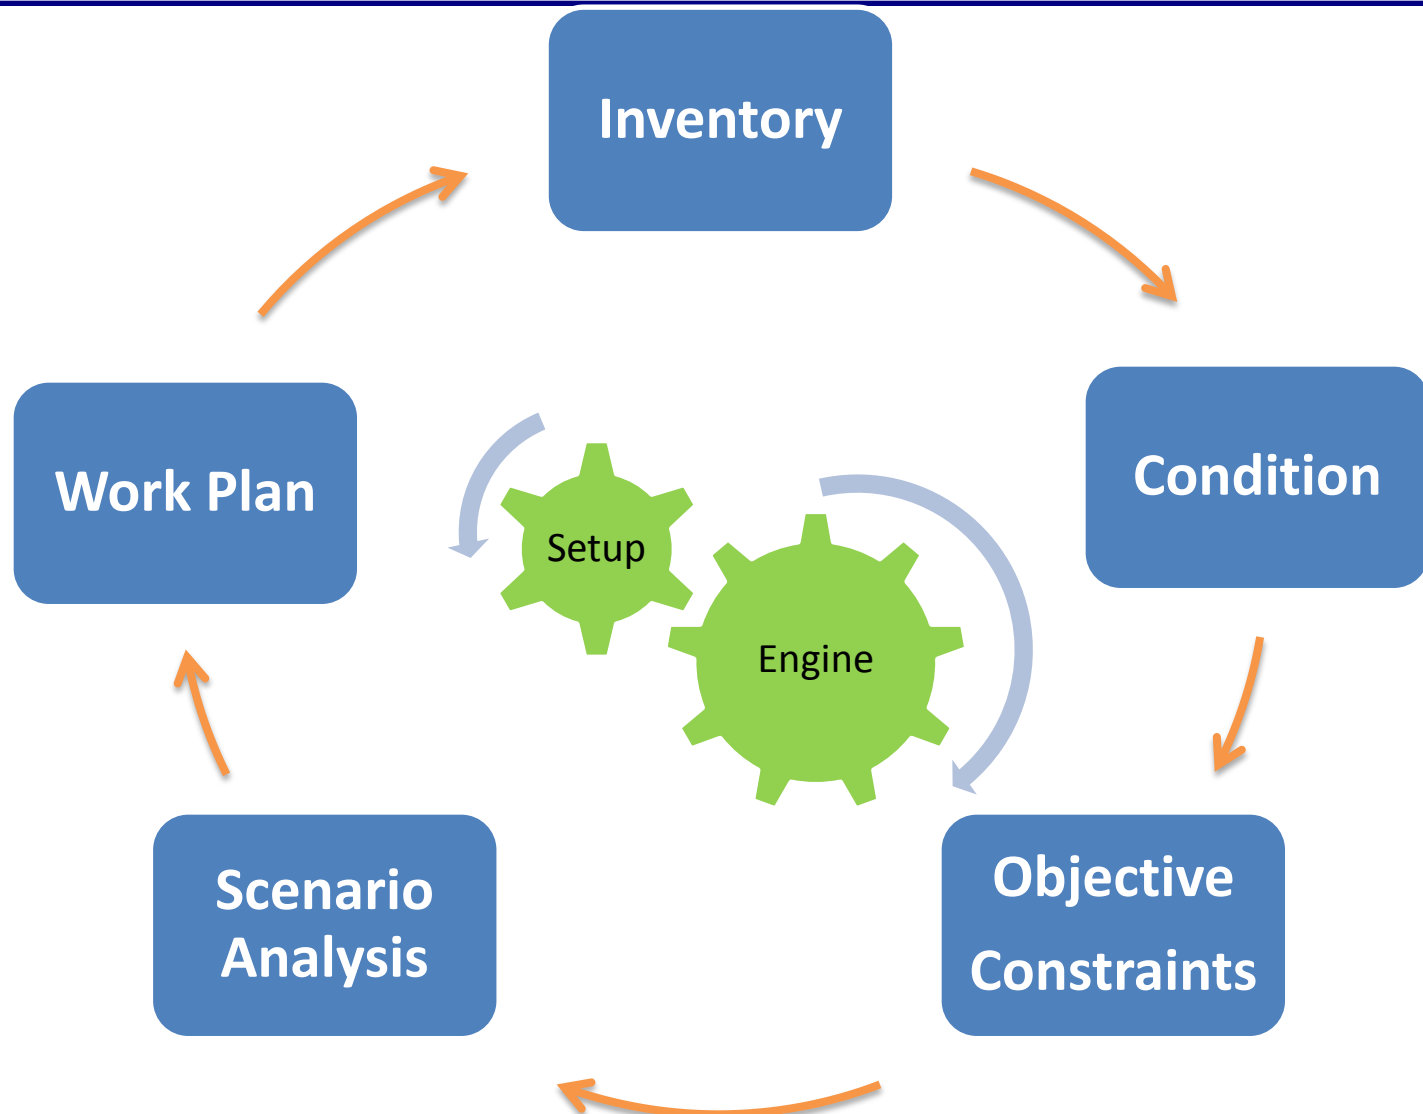 Inventory
Condition
Objective
Constraints
Scenario
Analysis
Work Plan
Setup
Engine